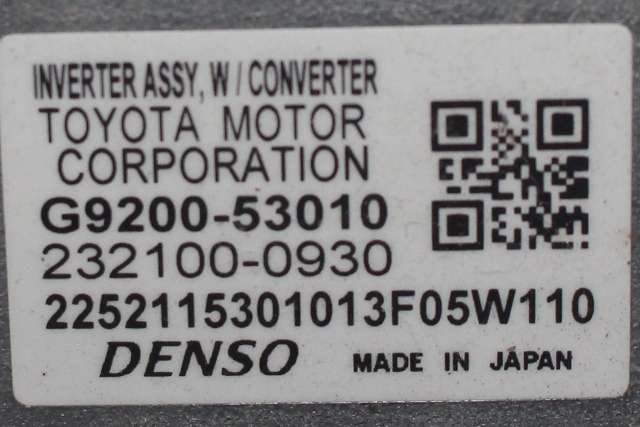 INVERTER ASSY, W / CONVERTER
TOYOTA MOTOR
CORPORATION
G9200-53010
232100-0930
2252115301013F05W110
DENSO MADE IN JAPAN